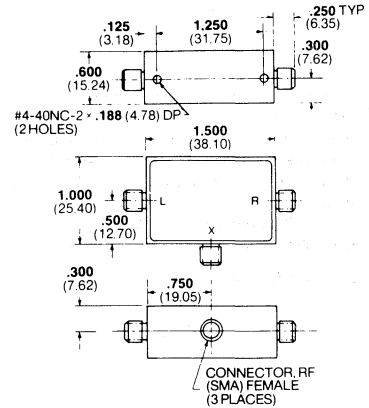 .125
(3.18)
1.250
(31.75)
.250 TYP
(6.35)
.300
(7.62)
.600
(15.24)
#4-40NC-2 × .188 (4.78) DP
(2 HOLES)
1.500
(38.10)
1.000
(25.40)
L
R
.500
(12.70)
X
.300
(7.62)
.750
(19.05)
CONNECTOR, RF
(SMA) FEMALE
(3 PLACES)